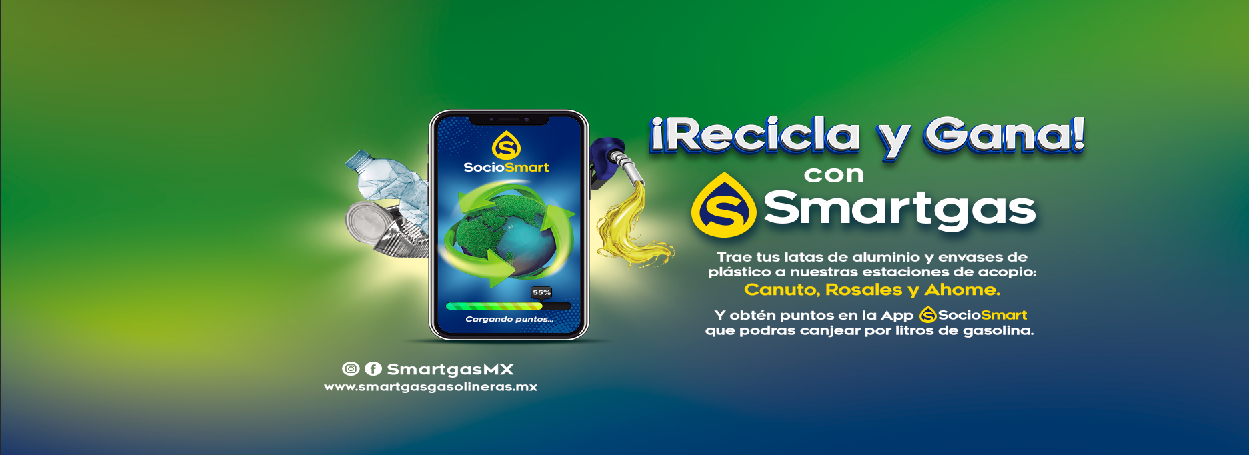 SocioSmart
55%
Cargando puntos...
SmartgasMX
www.smartgasgasolineras.mx
¡Recicla y Gana!
con
Smartgas
Trae tus latas de aluminio y envases de
plástico a nuestras estaciones de acopio:
Canuto, Rosales y Ahome.
Y obtén puntos en la App SocioSmart
que podras canjear por litros de gasolina.